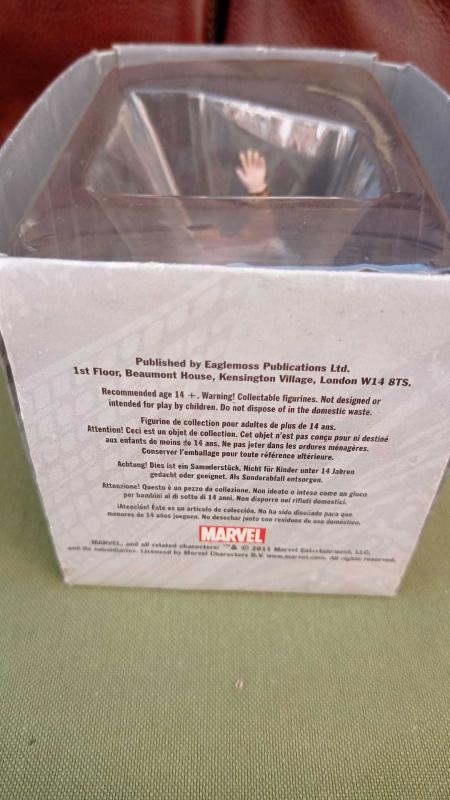 Published by Eaglemoss Publications Ltd.
1st Floor, Beaumont House, Kensington Village, London W14 8TS.
Recommended age 14 +. Warning! Collectable figurines. Not designed or
intended for play by children. Do not dispose of in the domestic waste.
Figurine de collection pour adultes de plus de 14 ans.
Attention! Ceci est un objet de collection. Cet objet n'est pas conçu pour ni destiné
aux enfants de moins de 14 ans. Ne pas jeter dans les ordures ménagères.
Conserver l'emballage pour toute référence ultérieure.
Achtung! Dies ist ein Sammlerstück. Nicht für Kinder unter 14 Jahren
gedacht oder geeignet. Als Sonderabfall entsorgen.
Attenzione! Questo è un pezzo da collezione. Non ideato o inteso come un gioco
per bambini al di sotto di 14 anni. Non disporre nei rifiuti domestici.
¡Atención! Este es un artículo de colección. No ha sido diseñado para que
menores de 14 años jueguen. No desechar junto con residuos de uso doméstico.
MARVEL
MARVEL, and all related characters: ™ & © 2011 Marvel Entertainment, LLC.
and its subsidiaries. Licensed by Marvel Characters B.V. www.marvel.com. All rights reserved.